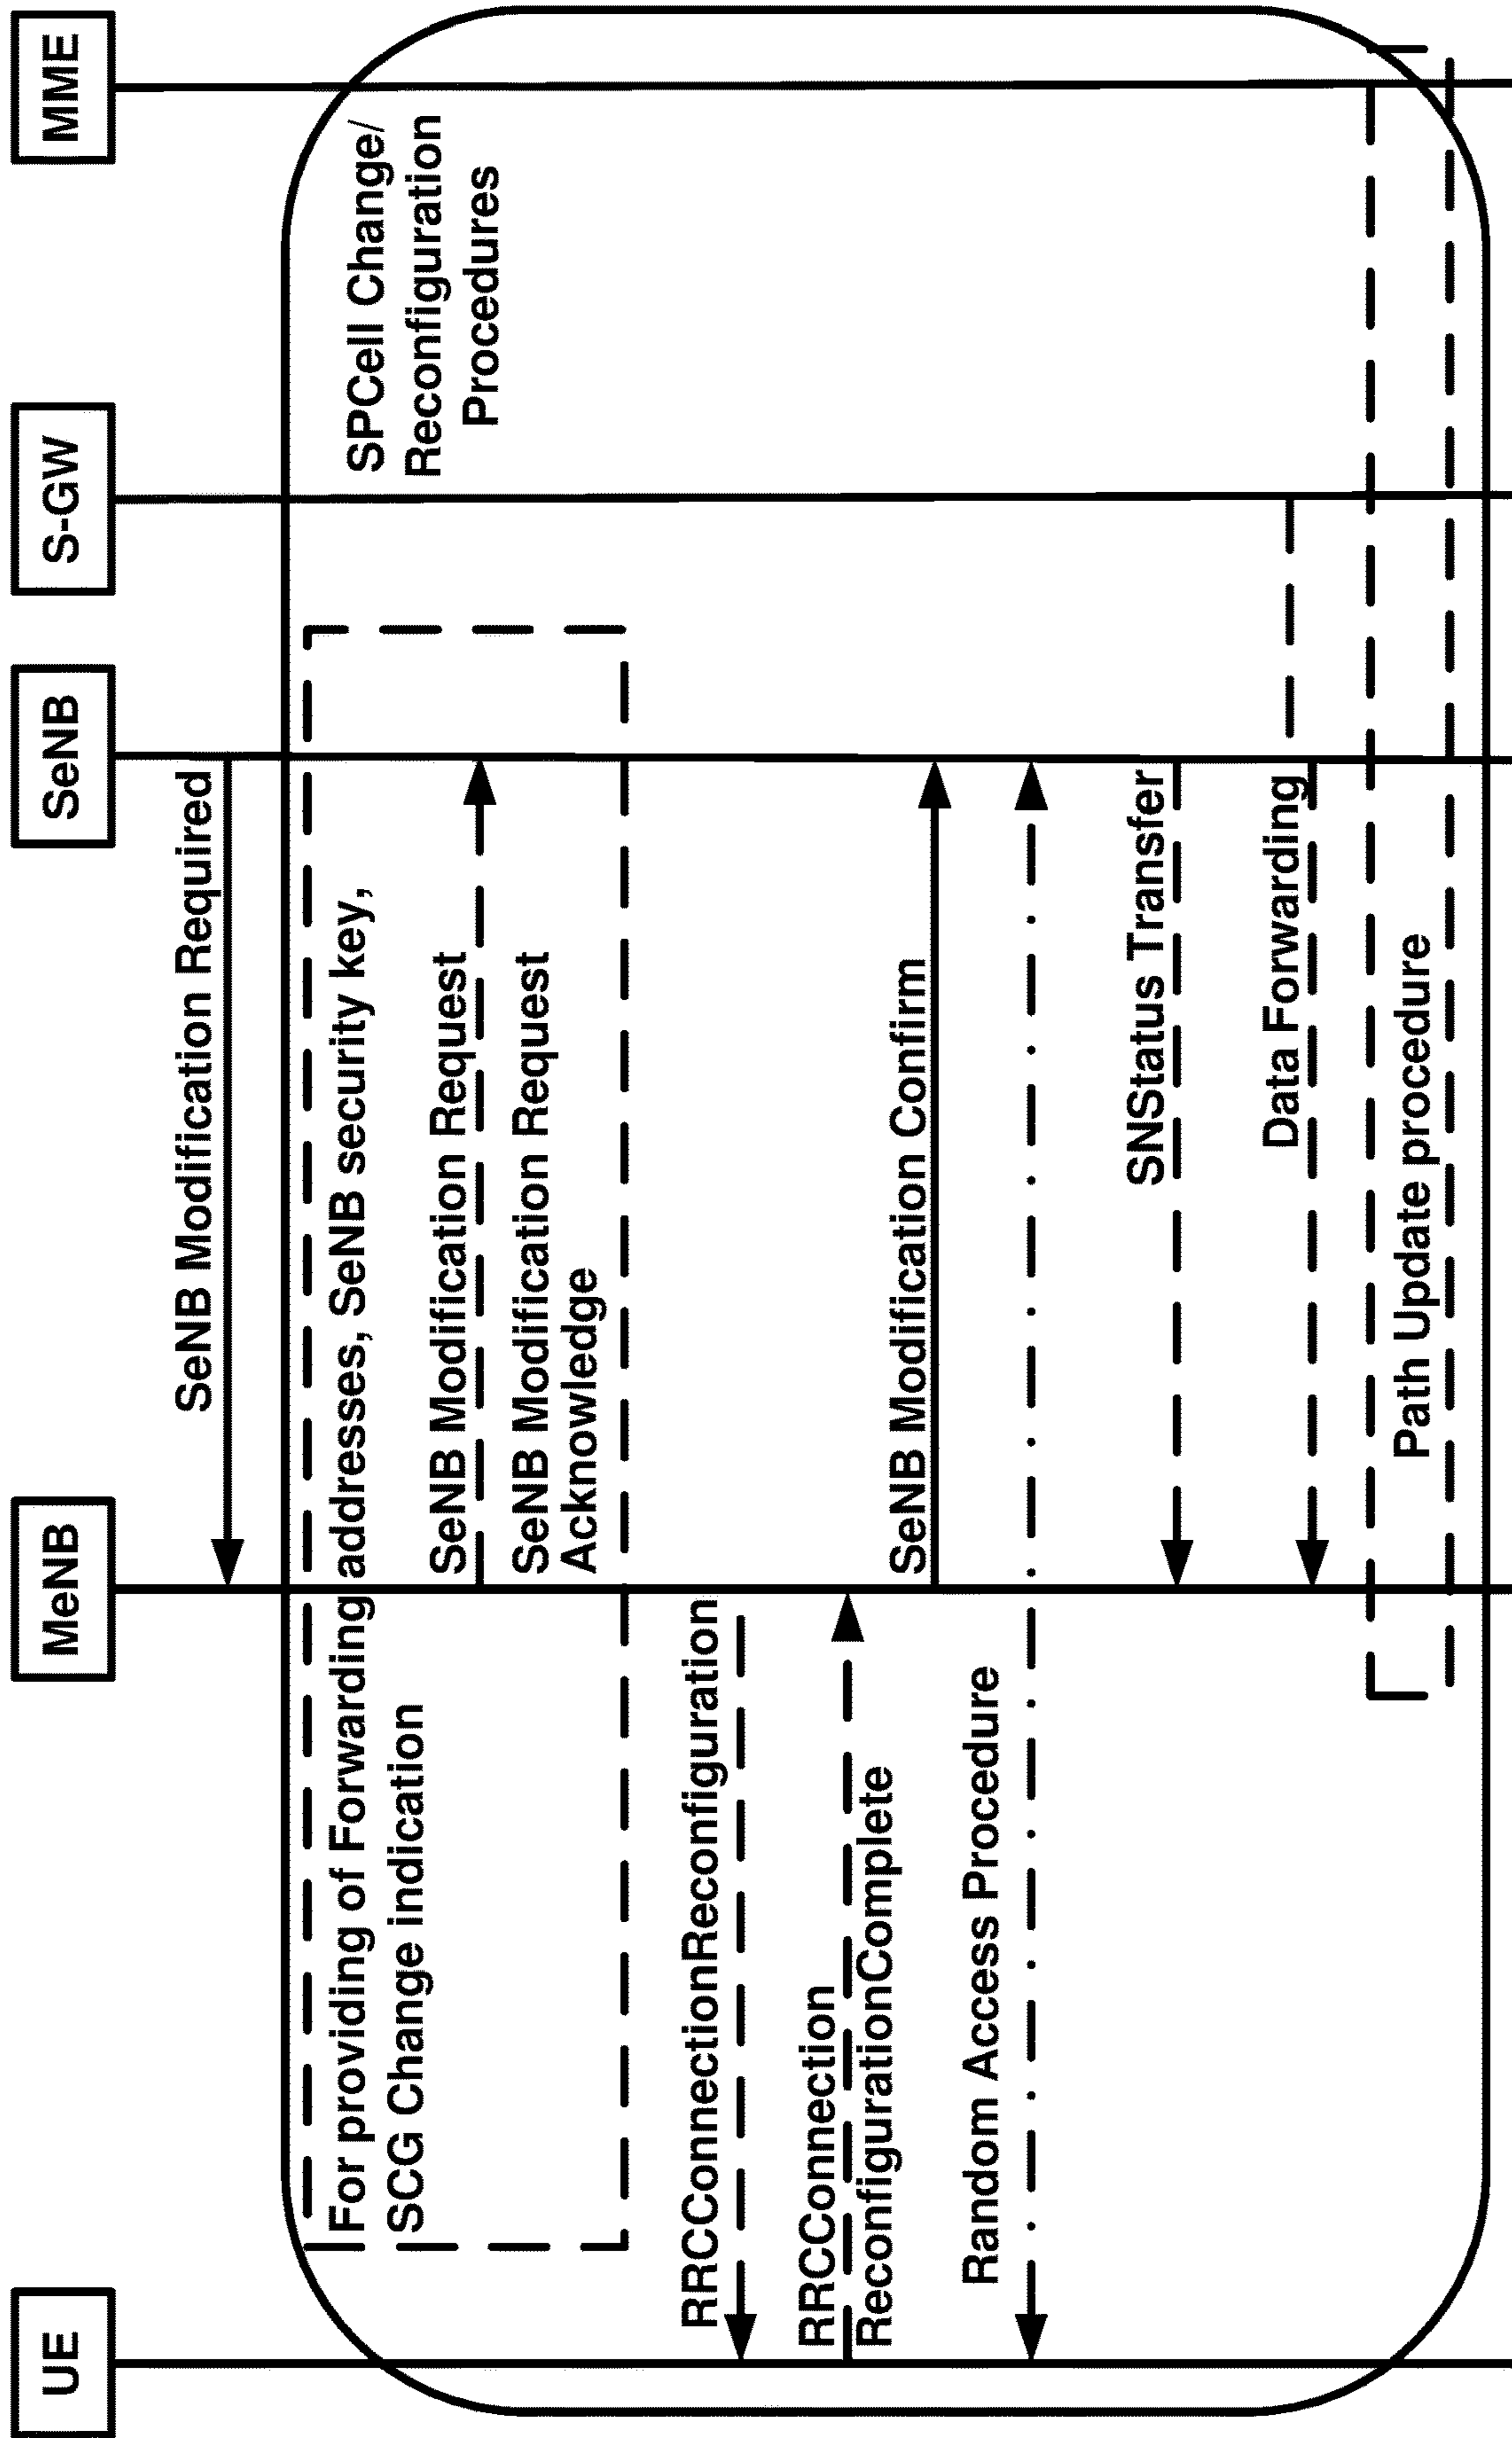 UE
MeNB
SeNB
S-GW
MME
SeNB Modification Required
For providing of Forwarding addresses, SeNB security key,
SCG Change indication
SPCell Change/
Reconfiguration
Procedures
SeNB Modification Request
SeNB Modification Request
Acknowledge
RRCConnectionReconfiguration
RRCConnection
ReconfigurationComplete
SeNB Modification Confirm
Random Access Procedure
SNStatus Transfer
Data Forwarding
Path Update procedure